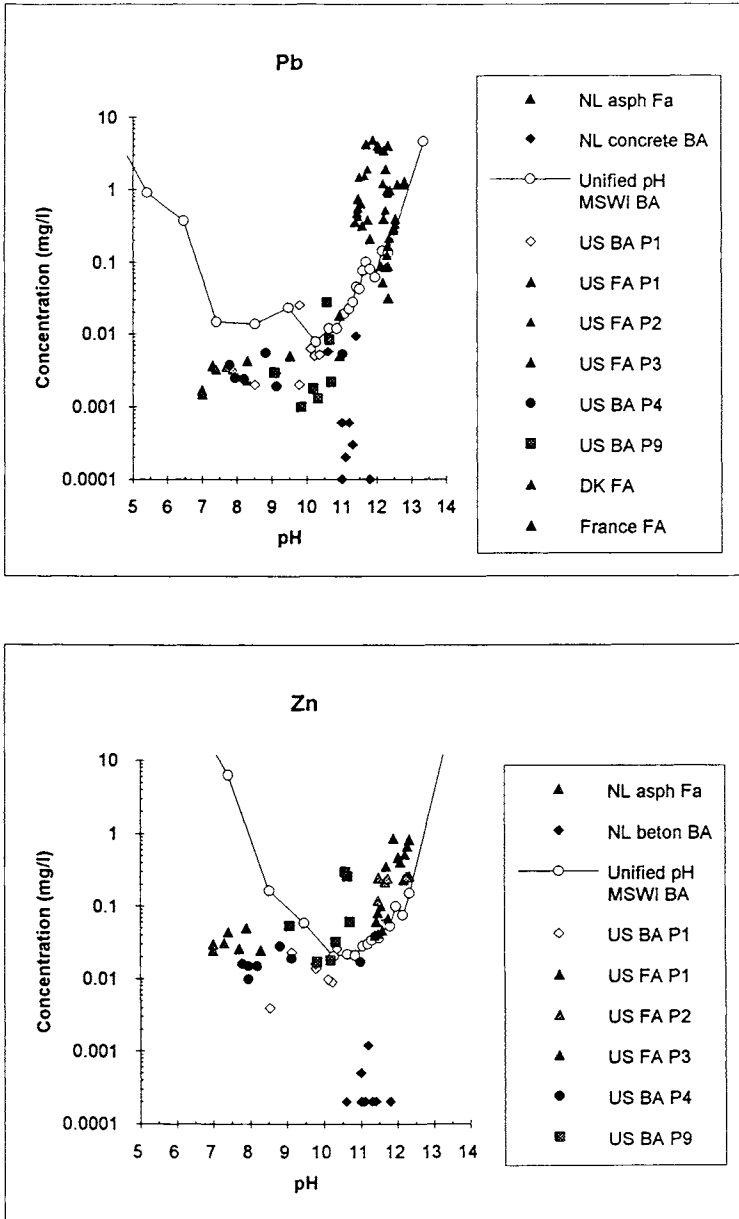 Pb
Concentration (mg/l)
10
1
0.1
0.01
0.001
0.0001
5 6 7 8 9 10 11 12 13 14
pH
NL asph Fa
NL concrete BA
Unified pH
MSWI BA
US BA P1
US FA P1
US FA P2
US FA P3
US BA P4
US BA P9
DK FA
France FA
Zn
Concentration (mg/l)
10
1
0.1
0.01
0.001
0.0001
5 6 7 8 9 10 11 12 13 14
pH
NL asph Fa
NL beton BA
Unified pH
MSWI BA
US BA P1
US FA P1
US FA P2
US FA P3
US BA P4
US BA P9